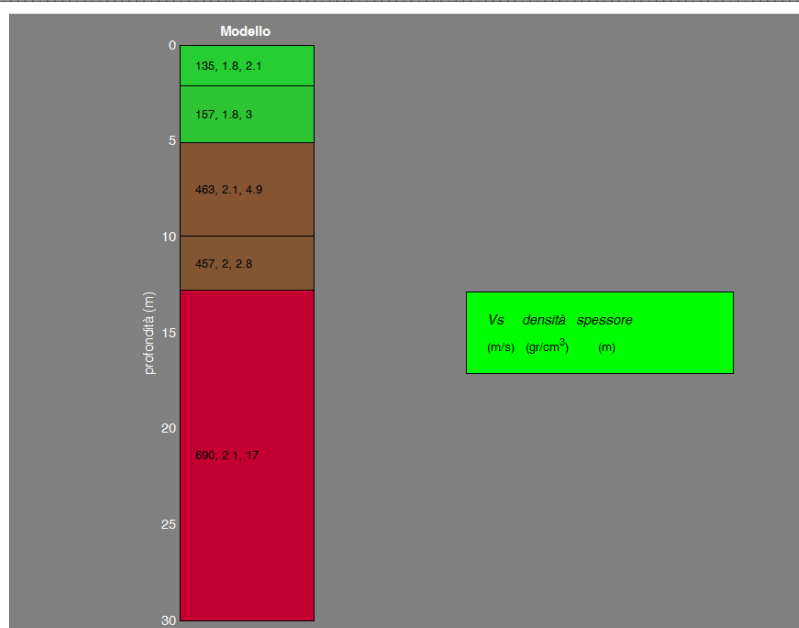 Modello
0
135, 1.8, 2.1
157, 1.8, 3
5
463, 2.1, 4.9
10
457, 2, 2.8
profondità (m)
15
Vs densità spessore
(m/s) (gr/cm3) (m)
20
690, 2.1, 17
25
30